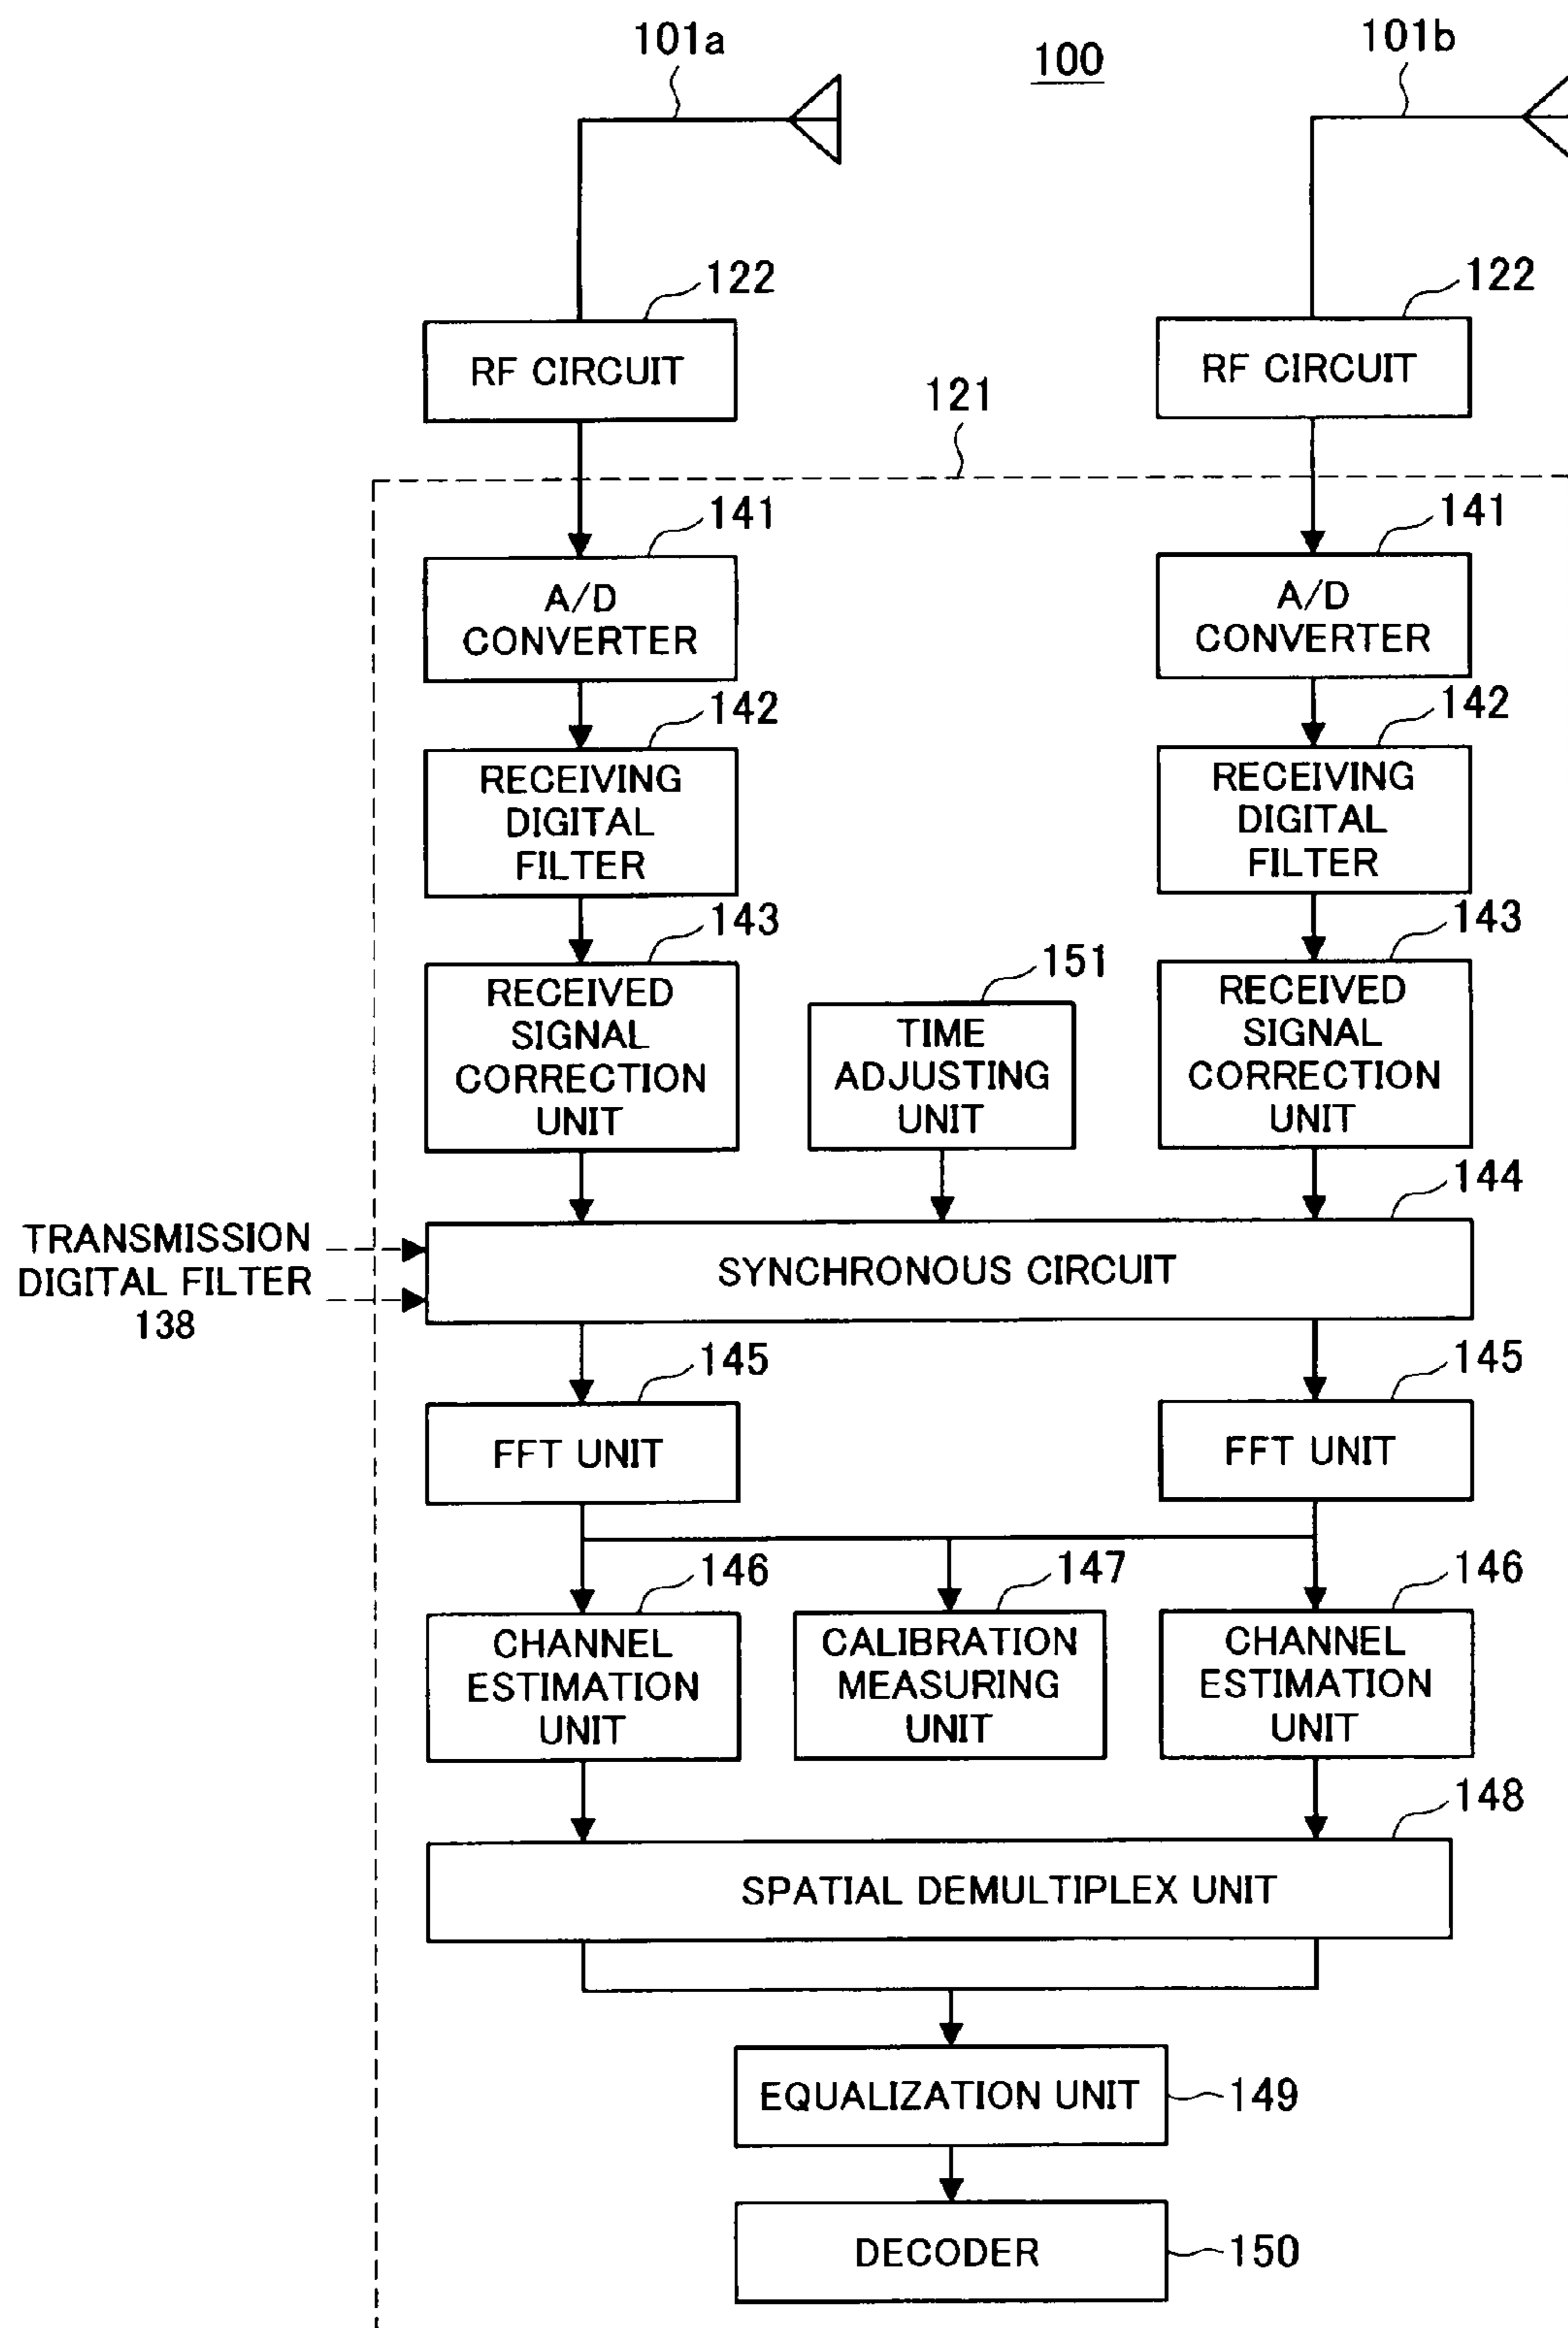 101a
100
101b
122
122
RF CIRCUIT
RF CIRCUIT
121
141
141
A/D
CONVERTER
A/D
CONVERTER
142
142
RECEIVING
DIGITAL
FILTER
RECEIVING
DIGITAL
FILTER
143
143
RECEIVED
SIGNAL
CORRECTION
UNIT
151
TIME
ADJUSTING
UNIT
RECEIVED
SIGNAL
CORRECTION
UNIT
144
TRANSMISSION
DIGITAL FILTER
138
SYNCHRONOUS CIRCUIT
145
145
FFT UNIT
FFT UNIT
146
147
146
CHANNEL
ESTIMATION
UNIT
CALIBRATION
MEASURING
UNIT
CHANNEL
ESTIMATION
UNIT
148
SPATIAL DEMULTIPLEX UNIT
EQUALIZATION UNIT
149
DECODER
150